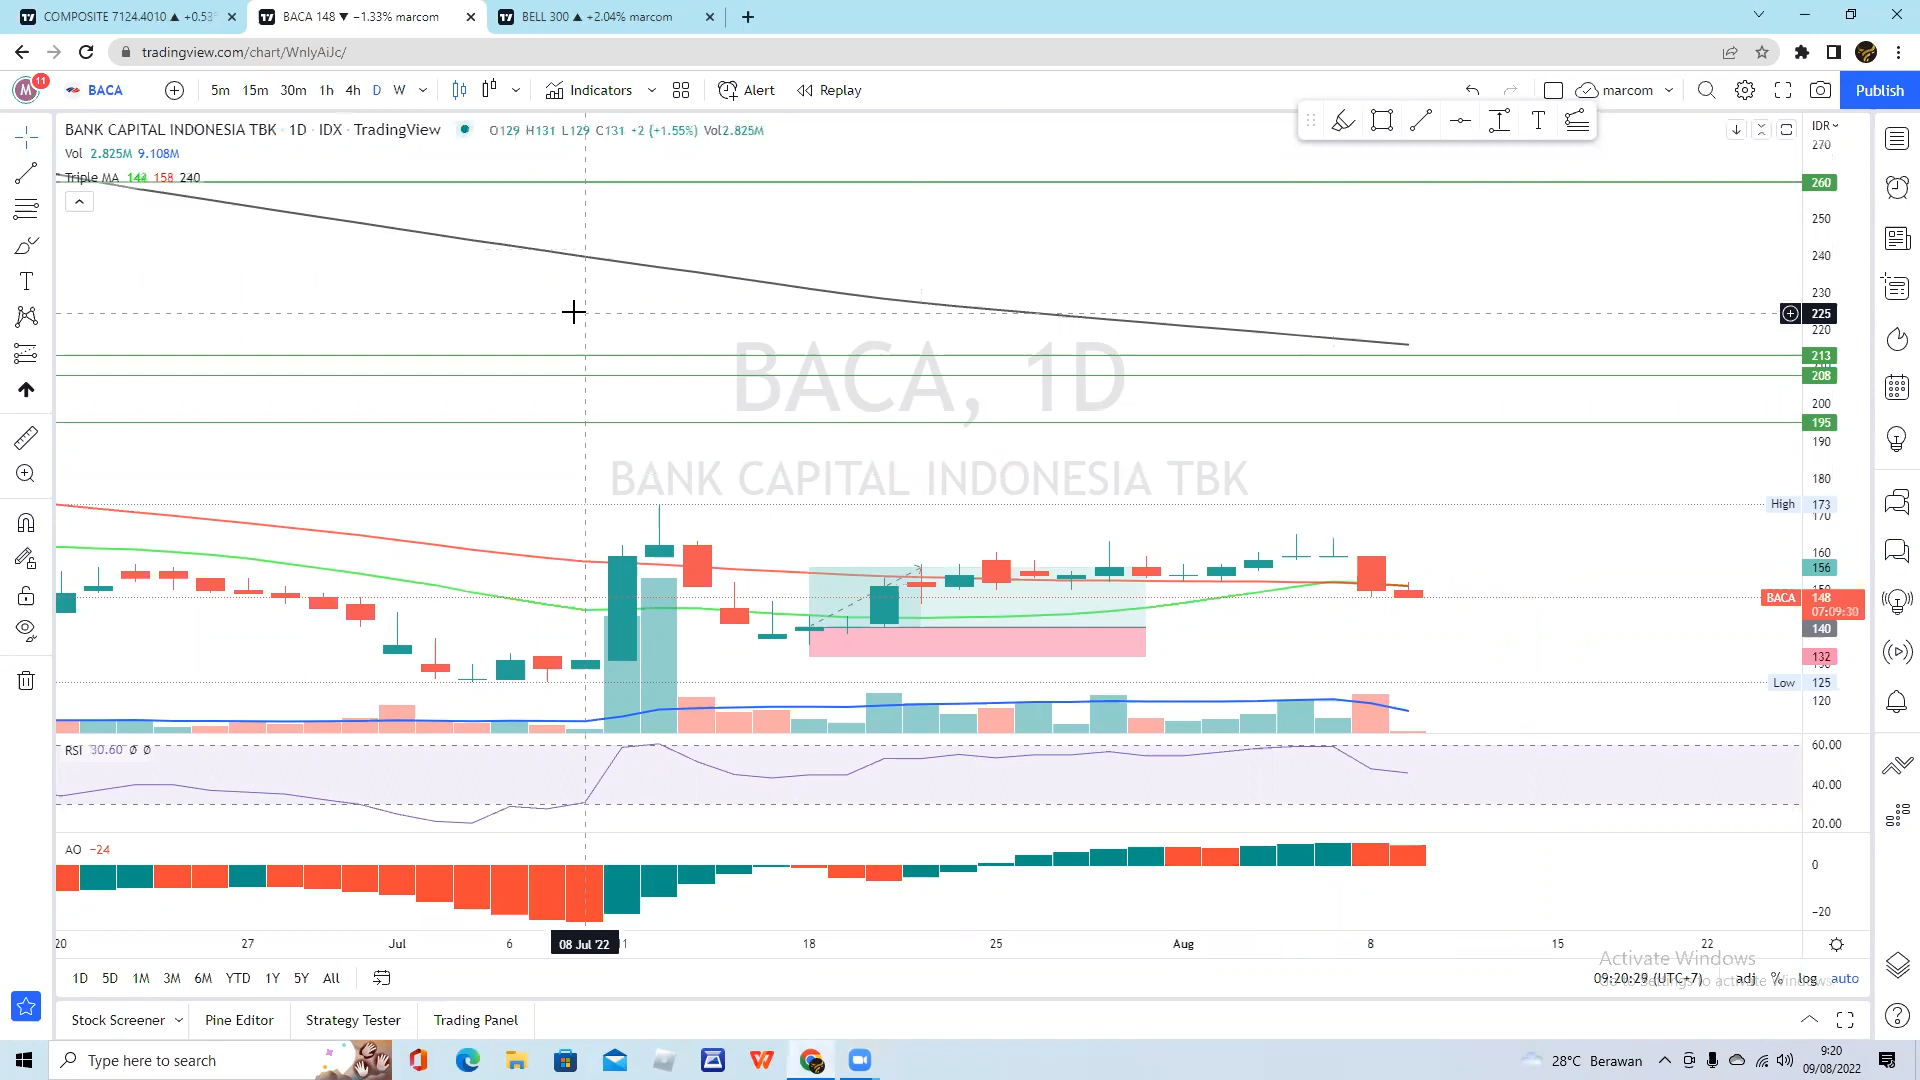 COMPOSITE 7124.4010 ▲ +0.53%
BACA 148 ▼ −1.33% marcom
BELL 300 ▲ +2.04% marcom
tradingview.com/chart/WnlyAiJc/
M 11 BACA 5m 15m 30m 1h 4h D W Indicators Alert Replay marcom Publish
BANK CAPITAL INDONESIA TBK · 1D · IDX · TradingView O129 H131 L129 C131 +2 (+1.55%) Vol2.825M
IDR
Vol 2.825M 9.108M
Triple MA 158 240
270
260
250
240
230
225
220
213
208
200
195
190
180
High 173
170
160
156
BACA 148
07:09:30
140
132
Low 125
120
BACA, 1D
BANK CAPITAL INDONESIA TBK
RSI 30.60 Ø Ø
60.00
40.00
20.00
AO −24
0
−20
20 27 Jul 6 08 Jul '22 11 18 25 Aug 8 15 22
1D 5D 1M 3M 6M YTD 1Y 5Y All
09:20:29 (UTC+7) adj % log auto
Activate Windows
Go to Settings to activate Windows.
Stock Screener Pine Editor Strategy Tester Trading Panel
Type here to search
28°C Berawan
9:20
09/08/2022